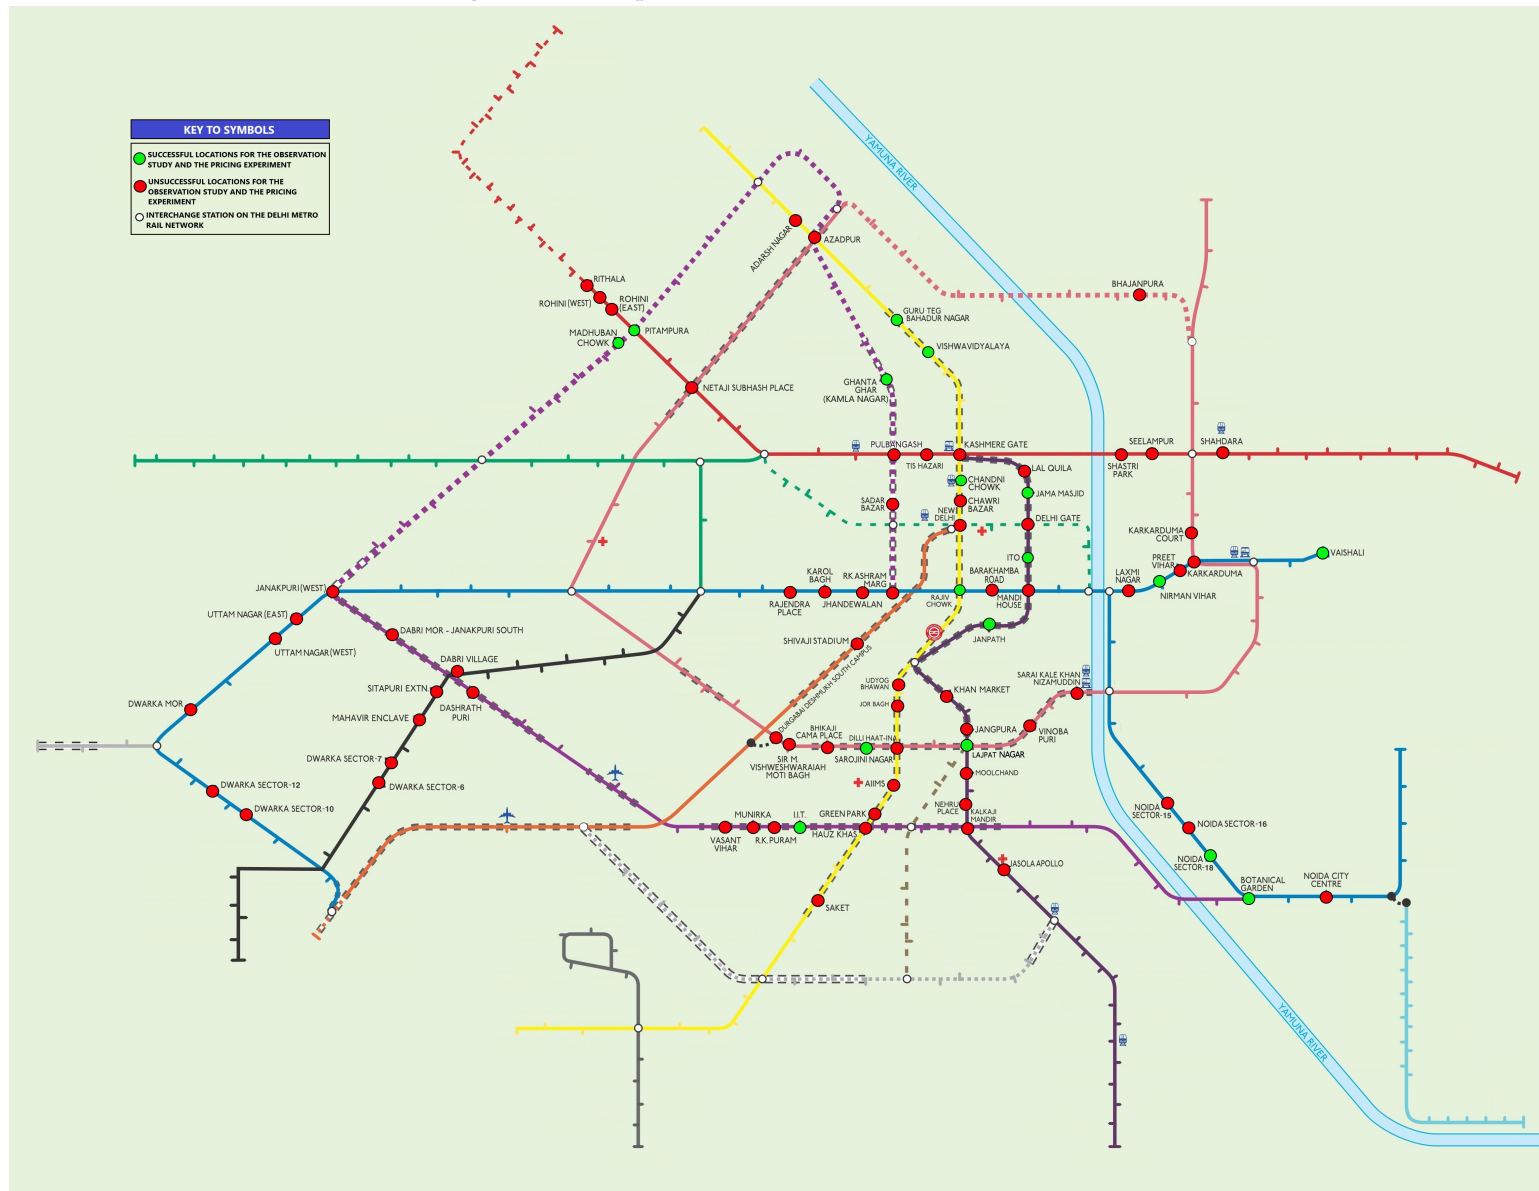 KEY TO SYMBOLS
SUCCESSFUL LOCATIONS FOR THE OBSERVATION
STUDY AND THE PRICING EXPERIMENT
UNSUCCESSFUL LOCATIONS FOR THE
OBSERVATION STUDY AND THE PRICING
EXPERIMENT
INTERCHANGE STATION ON THE DELHI METRO
RAIL NETWORK
YAMUNA RIVER
ADARSH NAGAR
AZADPUR
RITHALA
ROHINI (WEST)
ROHINI
(EAST)
BHAJANPURA
MADHUBAN
CHOWK
PITAMPURA
GURU TEG
BAHADUR NAGAR
VISHWAVIDYALAYA
NETAJI SUBHASH PLACE
GHANTA
GHAR
(KAMLA NAGAR)
PULBANGASH
TIS HAZARI
KASHMERE GATE
SEELAMPUR
SHAHDARA
SHASTRI
PARK
LAL QUILA
CHANDNI
CHOWK
JAMA MASJID
SADAR
BAZAR
CHAWRI
BAZAR
NEW
DELHI
DELHI GATE
KARKARDUMA
COURT
ITO
PREET
VIHAR
KARKARDUMA
VAISHALI
JANAKPURI (WEST)
KAROL
BAGH
RK ASHRAM
MARG
BARAKHAMBA
ROAD
LAXMI
NAGAR
NIRMAN VIHAR
RAJENDRA
PLACE
JHANDEWALAN
RAJIV
CHOWK
MANDI
HOUSE
UTTAM NAGAR (EAST)
UTTAM NAGAR (WEST)
DABRI MOR - JANAKPURI SOUTH
SHIVAJI STADIUM
JANPATH
DABRI VILLAGE
DURGABAI DESHMUKH SOUTH CAMPUS
SITAPURI EXTN.
UDYOG
BHAWAN
KHAN MARKET
SARAI KALE KHAN
NIZAMUDDIN
DWARKA MOR
DASHRATH
PURI
JOR BAGH
MAHAVIR ENCLAVE
BHIKAJI
CAMA PLACE
DILLI HAAT-INA
JANGPURA
VINOBA
PURI
SAROJINI NAGAR
LAJPAT NAGAR
SIR M.
VISHWESHWARAIAH
MOTI BAGH
DWARKA SECTOR-7
MOOLCHAND
DWARKA SECTOR-6
AIIMS
DWARKA SECTOR-12
DWARKA SECTOR-10
NEHRU
PLACE
KALKAJI
MANDIR
MUNIRKA
I.I.T.
GREEN PARK
VASANT
VIHAR
R.K.PURAM
HAUZ KHAS
NOIDA
SECTOR-15
NOIDA SECTOR-16
NOIDA
SECTOR-18
JASOLA APOLLO
BOTANICAL
GARDEN
NOIDA CITY
CENTRE
SAKET
YAMUNA RIVER